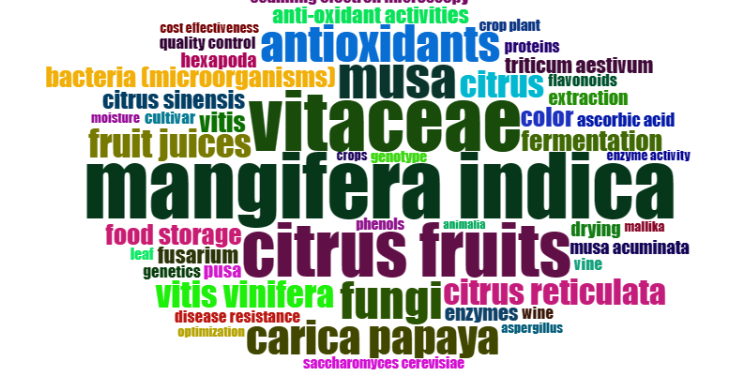 scanning electron microscopy
anti-oxidant activities
cost effectiveness
crop plant
quality control
antioxidants
proteins
hexapoda
triticum aestivum
bacteria (microorganisms)
musa
citrus
flavonoids
citrus sinensis
vitaceae
extraction
moisture
cultivar
vitis
color
ascorbic acid
fruit juices
fermentation
crops
genotype
enzyme activity
mangifera indica
phenols
animalia
food storage
citrus fruits
drying
mallika
leaf
fusarium
musa acuminata
genetics
pusa
vine
vitis vinifera
fungi
citrus reticulata
disease resistance
enzymes
wine
optimization
carica papaya
aspergillus
saccharomyces cerevisiae